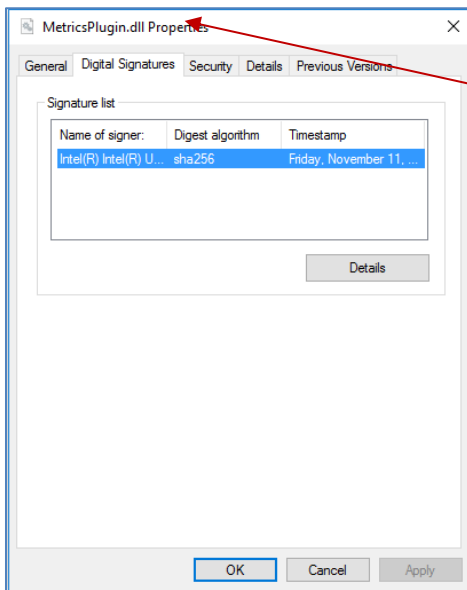 MetricsPlugin.dll Properties
General Digital Signatures Security Details Previous Versions
Signature list
Name of signer: Digest algorithm Timestamp
Intel(R) Intel(R) U... sha256 Friday, November 11, ...
Details
OK Cancel Apply